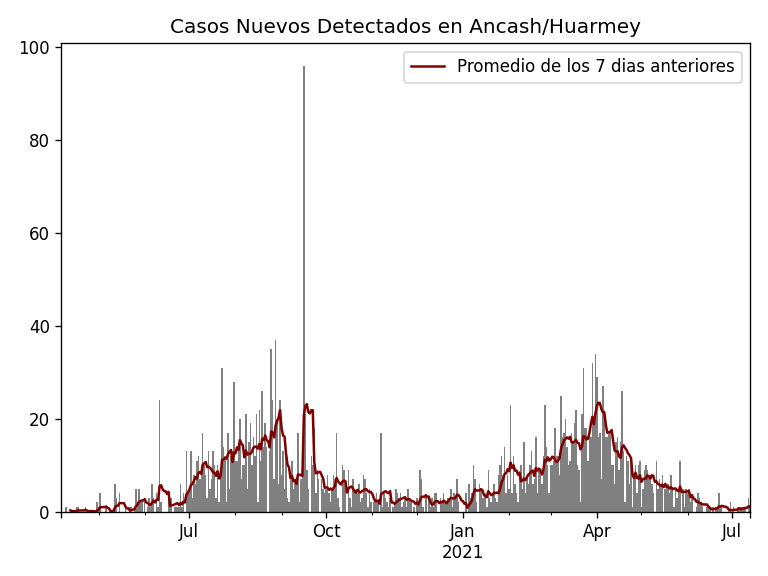 Casos Nuevos Detectados en Ancash/Huarmey
Promedio de los 7 dias anteriores
100
80
60
40
20
0
Jul
Oct
Jan
2021
Apr
Jul